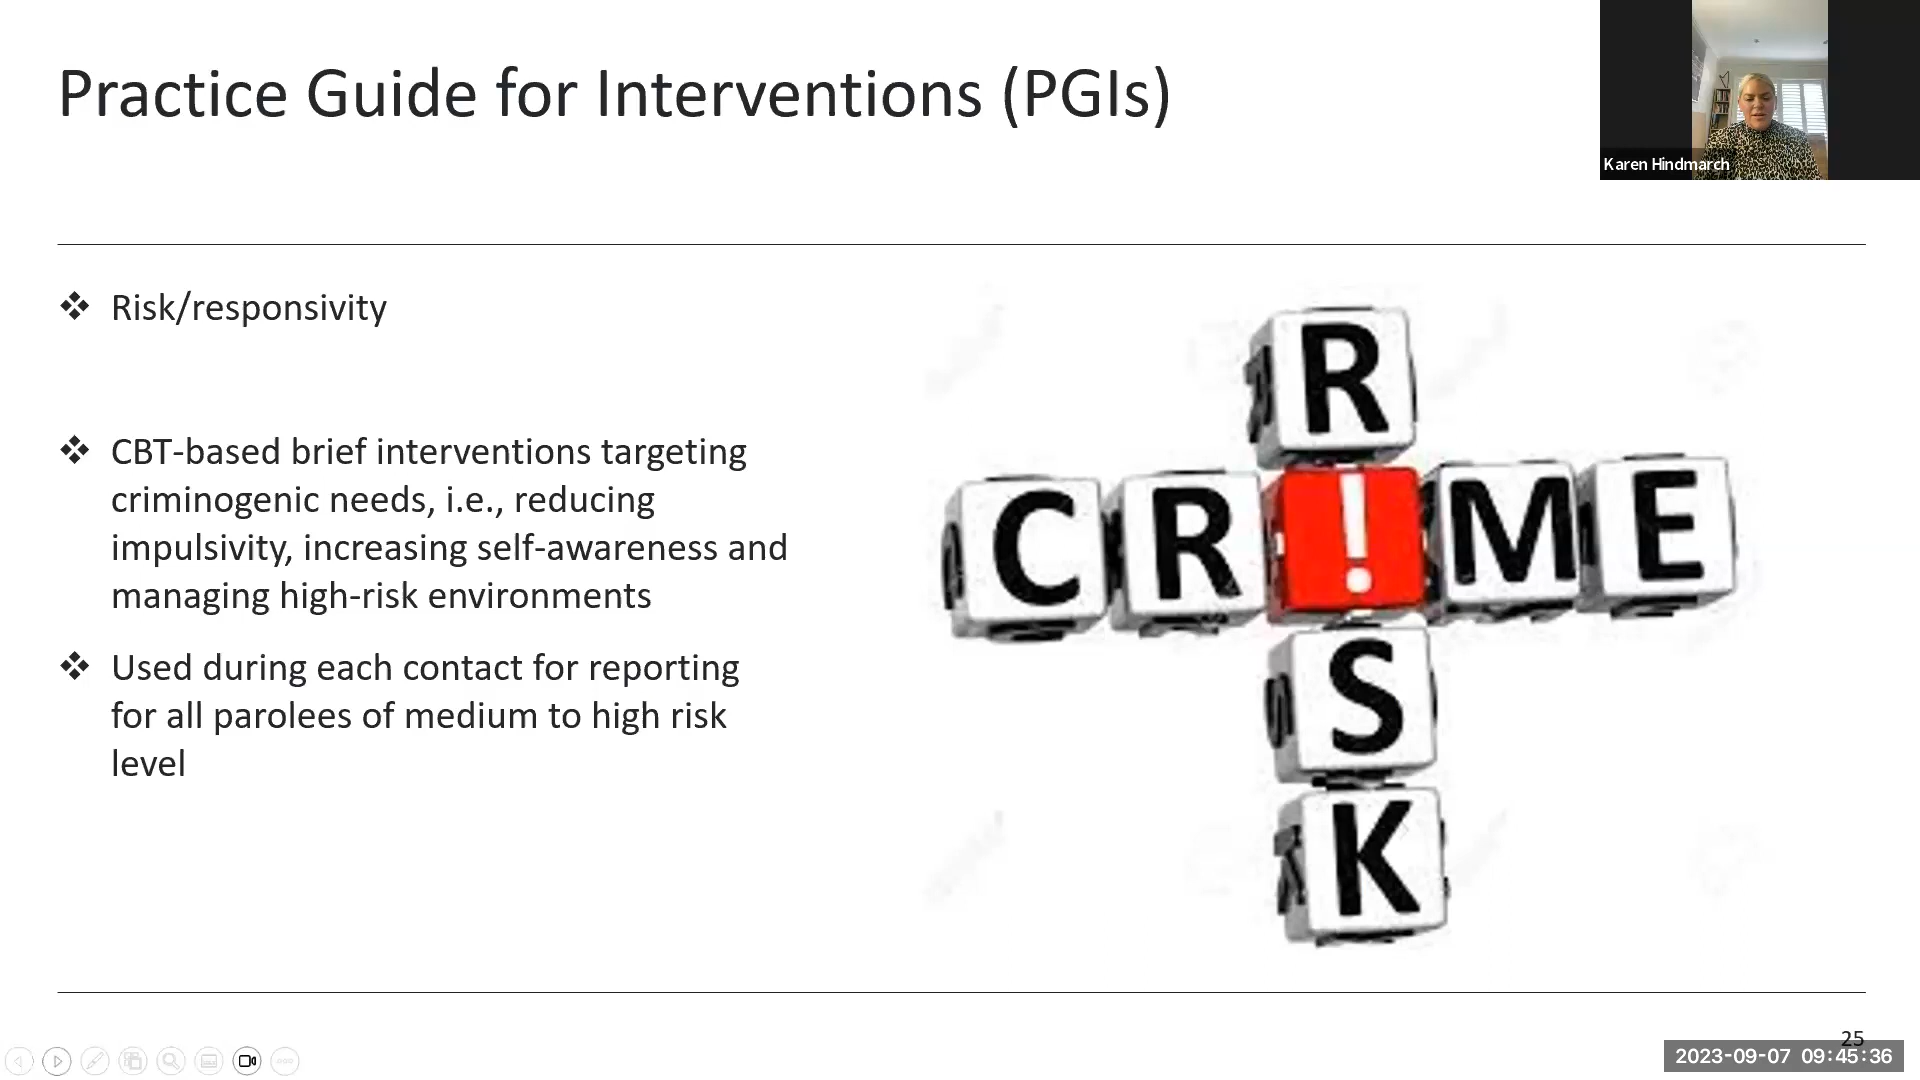 Practice Guide for Interventions (PGIs)
Karen Hindmarch
❖ Risk/responsivity
❖ CBT-based brief interventions targeting
criminogenic needs, i.e., reducing
impulsivity, increasing self-awareness and
managing high-risk environments
❖ Used during each contact for reporting
for all parolees of medium to high risk
level
R
CR!ME
S
K
25
2023-09-07 09:45:36